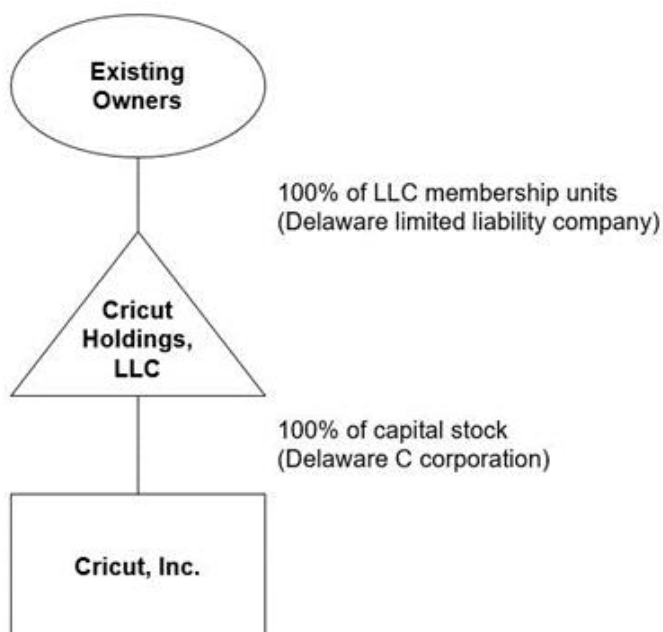 Existing
Owners
100% of LLC membership units
(Delaware limited liability company)
Cricut
Holdings,
LLC
100% of capital stock
(Delaware C corporation)
Cricut, Inc.